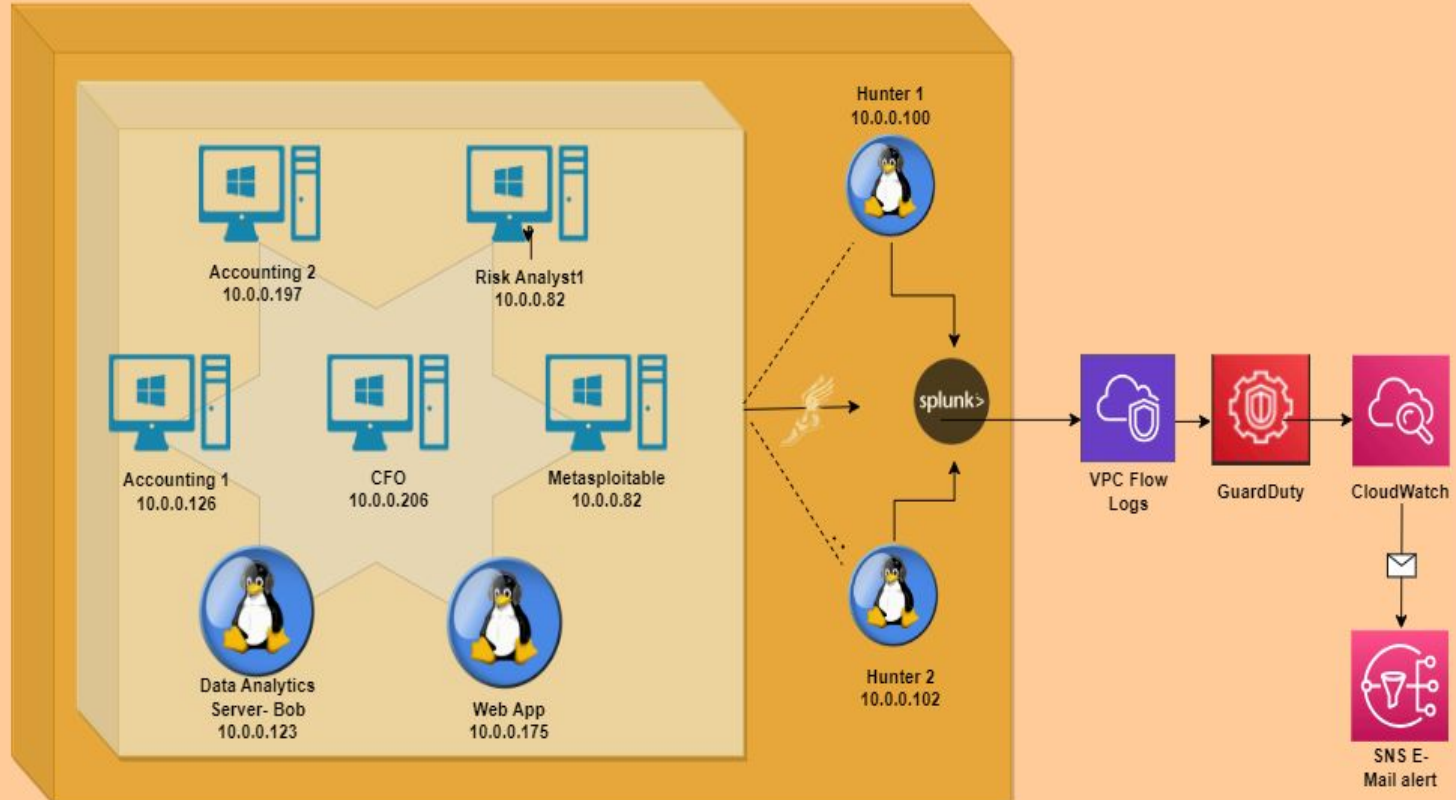 Hunter 1
10.0.0.100
Accounting 2
10.0.0.197
Risk Analyst1
10.0.0.82
Accounting 1
10.0.0.126
CFO
10.0.0.206
Metasploitable
10.0.0.82
splunk>
VPC Flow
Logs
GuardDuty
CloudWatch
Data Analytics
Server- Bob
10.0.0.123
Web App
10.0.0.175
Hunter 2
10.0.0.102
SNS E-
Mail alert